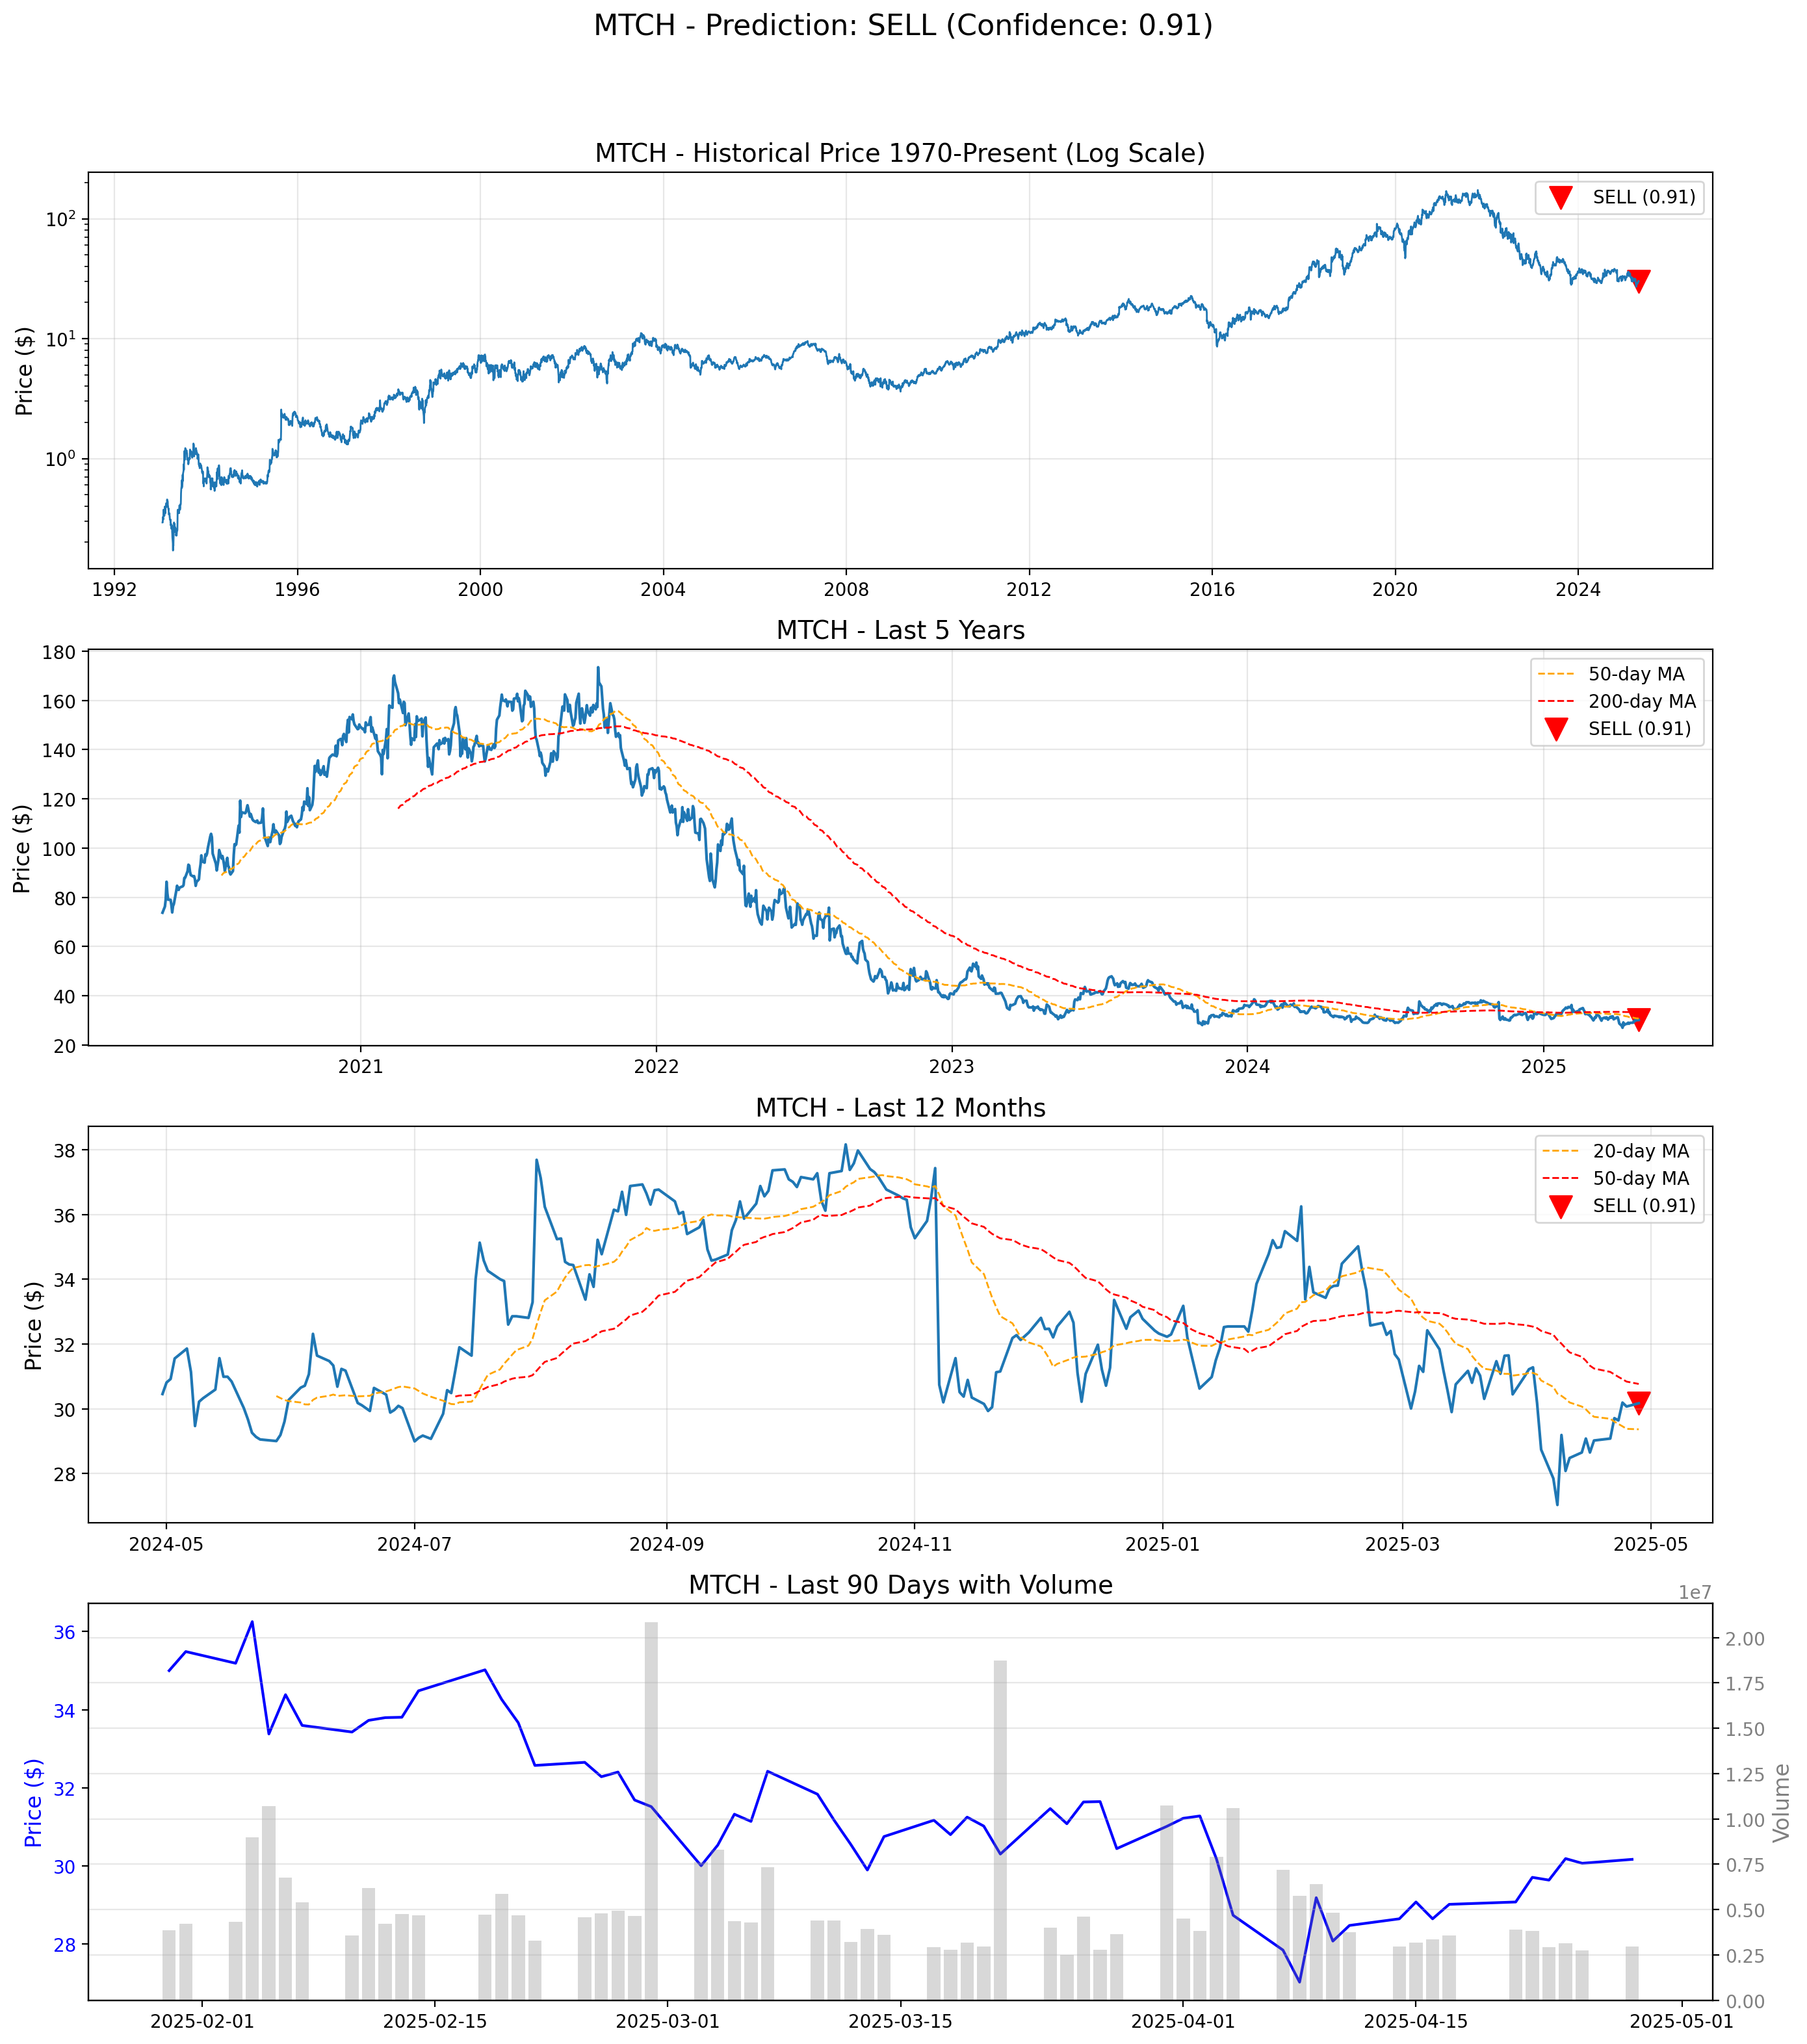 MTCH - Prediction: SELL (Confidence: 0.91)
MTCH - Historical Price 1970-Present (Log Scale)
SELL (0.91)
Price ($)
10²
10¹
10⁰
1992 1996 2000 2004 2008 2012 2016 2020 2024
MTCH - Last 5 Years
50-day MA
200-day MA
SELL (0.91)
Price ($)
180
160
140
120
100
80
60
40
20
2021 2022 2023 2024 2025
MTCH - Last 12 Months
20-day MA
50-day MA
SELL (0.91)
Price ($)
38
36
34
32
30
28
2024-05 2024-07 2024-09 2024-11 2025-01 2025-03 2025-05
MTCH - Last 90 Days with Volume
1e7
Price ($)
36
34
32
30
28
2.00
1.75
1.50
1.25
1.00
0.75
0.50
0.25
0.00
Volume
2025-02-01 2025-02-15 2025-03-01 2025-03-15 2025-04-01 2025-04-15 2025-05-01